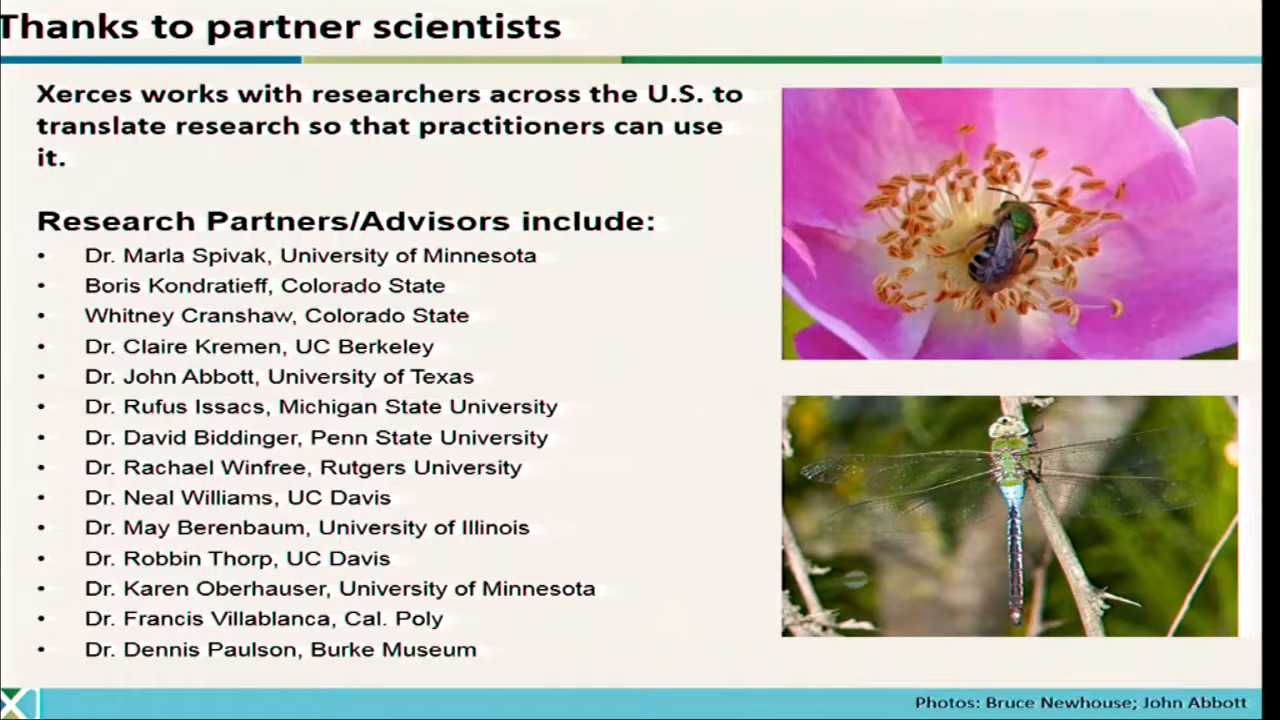 Thanks to partner scientists
Xerces works with researchers across the U.S. to
translate research so that practitioners can use
it.
Research Partners/Advisors include:
• Dr. Marla Spivak, University of Minnesota
• Boris Kondratieff, Colorado State
• Whitney Cranshaw, Colorado State
• Dr. Claire Kremen, UC Berkeley
• Dr. John Abbott, University of Texas
• Dr. Rufus Issacs, Michigan State University
• Dr. David Biddinger, Penn State University
• Dr. Rachael Winfree, Rutgers University
• Dr. Neal Williams, UC Davis
• Dr. May Berenbaum, University of Illinois
• Dr. Robbin Thorp, UC Davis
• Dr. Karen Oberhauser, University of Minnesota
• Dr. Francis Villablanca, Cal. Poly
• Dr. Dennis Paulson, Burke Museum
Photos: Bruce Newhouse; John Abbott